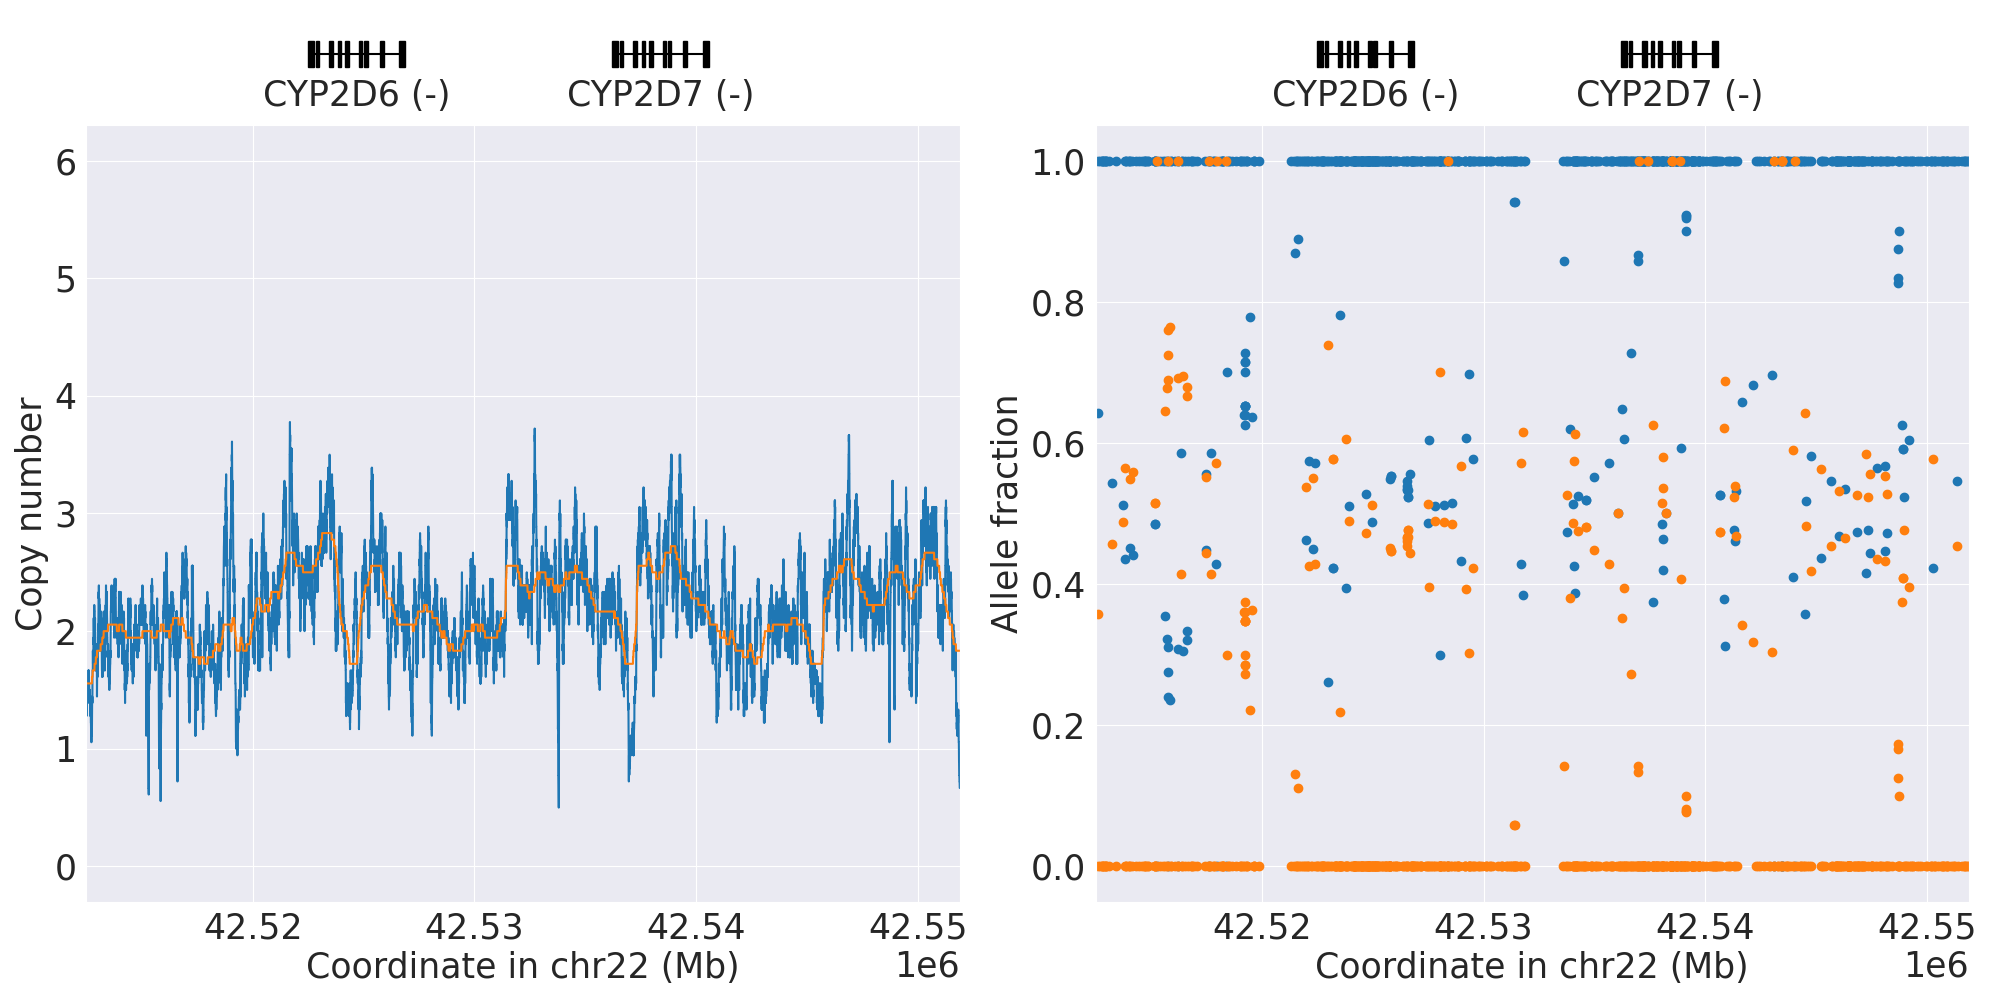 CYP2D6 (-) CYP2D7 (-)
6
5
4
3
2
1
0
Copy number
42.52 42.53 42.54 42.55
1e6
Coordinate in chr22 (Mb)
CYP2D6 (-) CYP2D7 (-)
1.0
0.8
0.6
0.4
0.2
0.0
Allele fraction
42.52 42.53 42.54 42.55
1e6
Coordinate in chr22 (Mb)